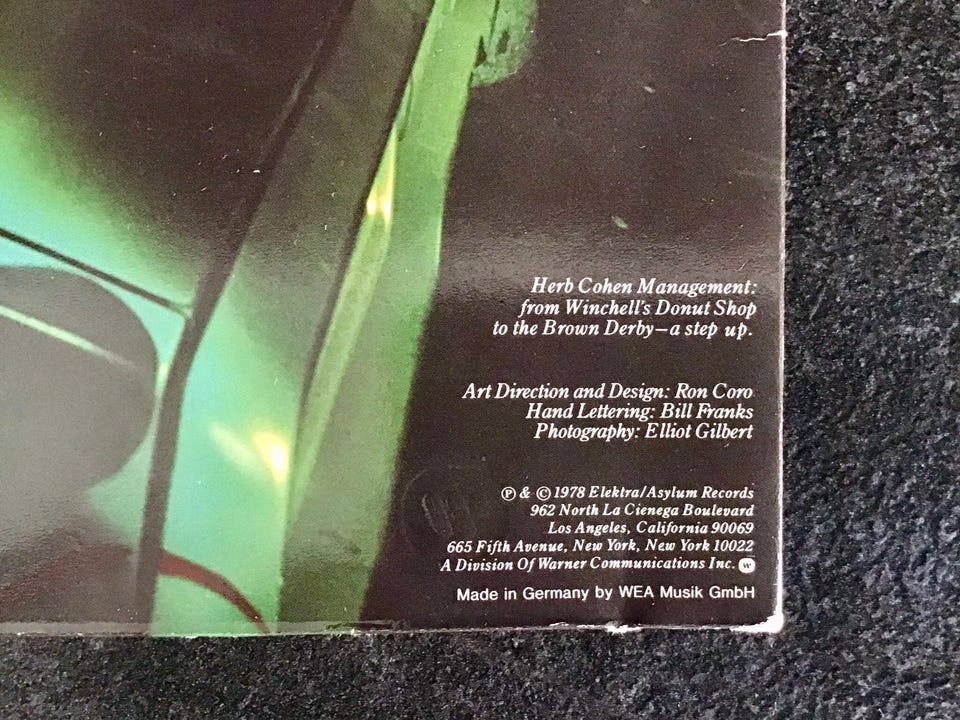 Herb Cohen Management:
from Winchell's Donut Shop
to the Brown Derby—a step up.
Art Direction and Design: Ron Coro
Hand Lettering: Bill Franks
Photography: Elliot Gilbert
℗ & © 1978 Elektra/Asylum Records
962 North La Cienega Boulevard
Los Angeles, California 90069
665 Fifth Avenue, New York, New York 10022
A Division Of Warner Communications Inc. W
Made in Germany by WEA Musik GmbH